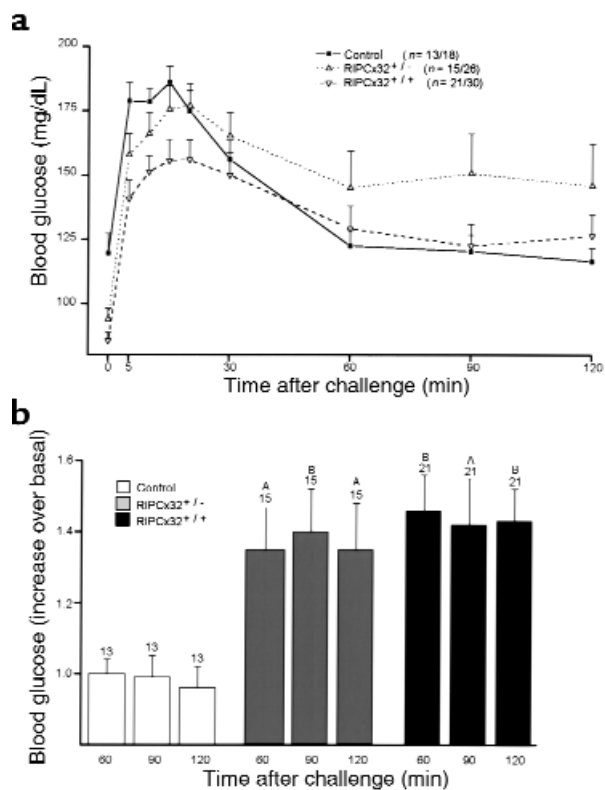 a
200
175
150
125
100
Blood glucose (mg/dL)
Control (n= 13/18)
RIPCx32+/- (n= 15/26)
RIPCx32+/+ (n= 21/30)
0 5 30 60 90 120
Time after challenge (min)
b
1.6
1.4
1.2
1.0
Blood glucose (increase over basal)
Control
RIPCx32+/-
RIPCx32+/+
13 13 13
A B A
15 15 15
B A B
21 21 21
60 90 120 60 90 120 60 90 120
Time after challenge (min)